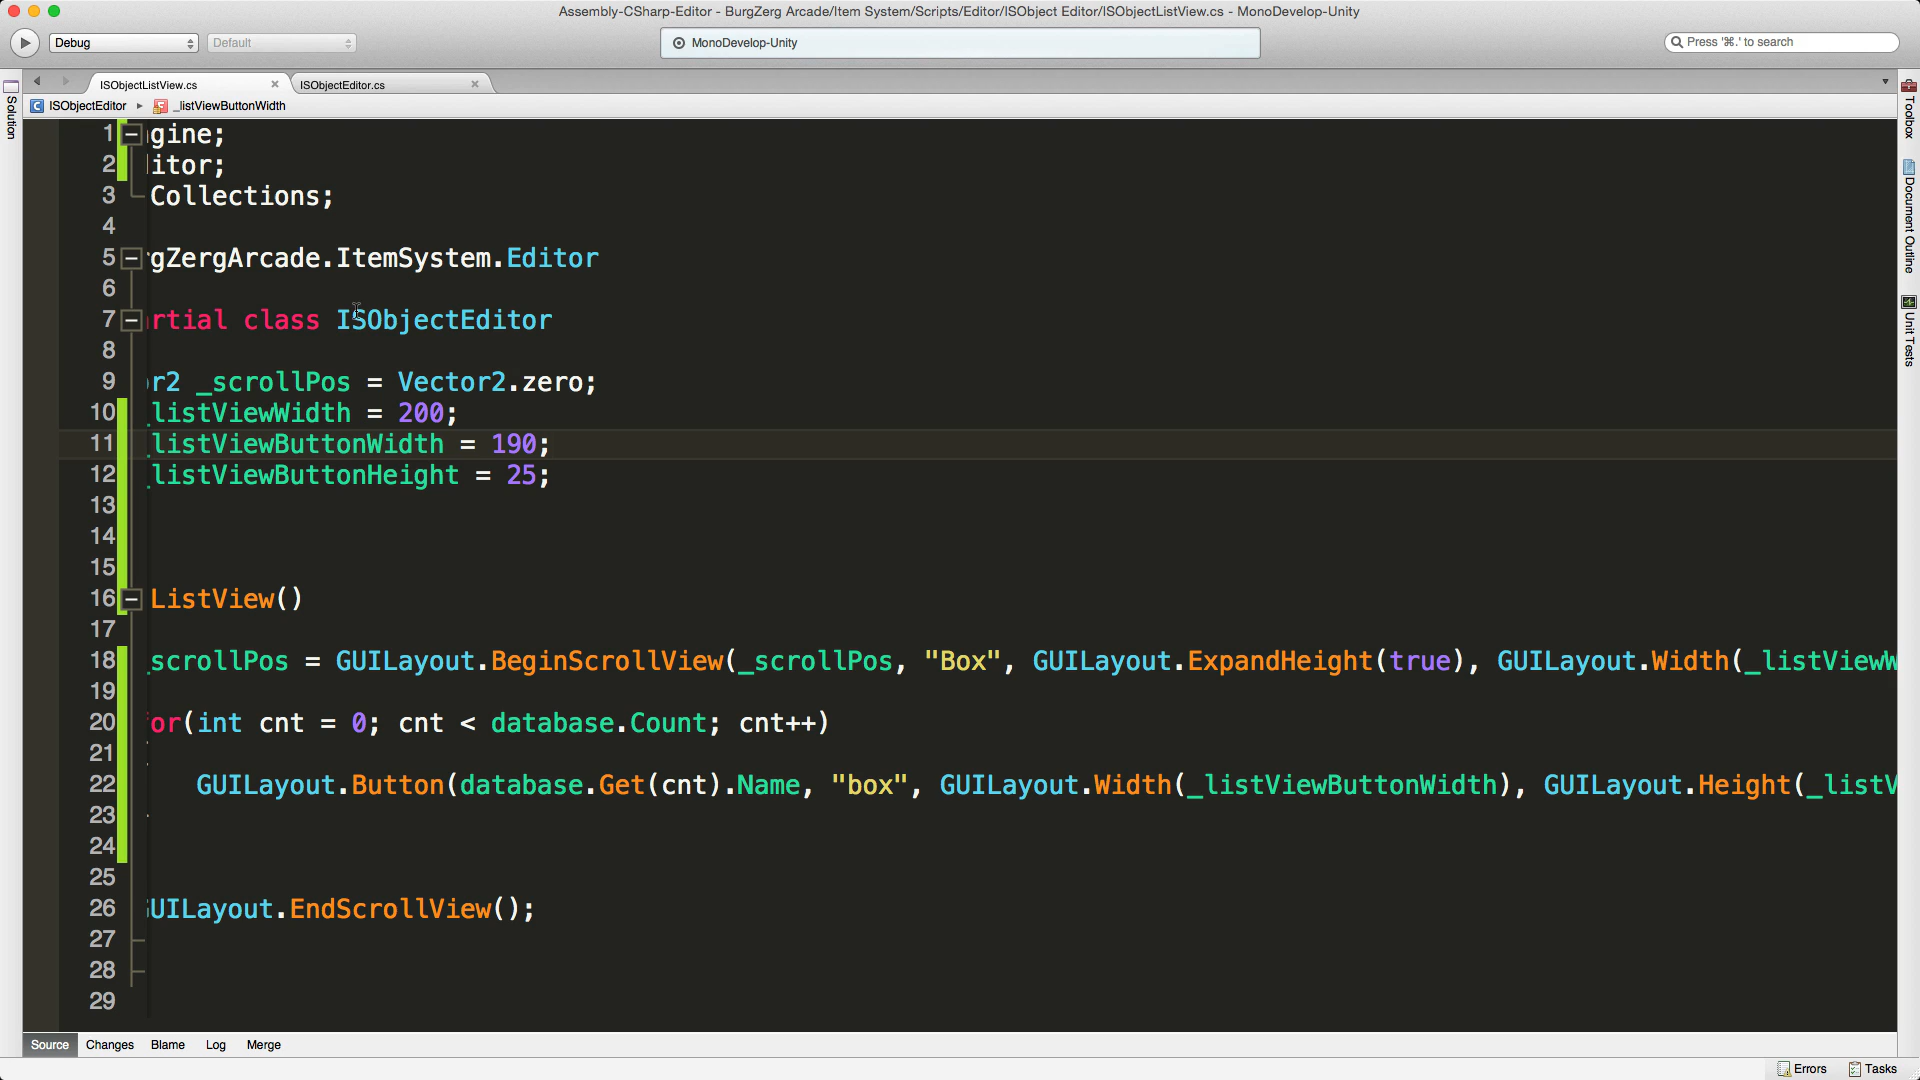 Assembly-CSharp-Editor - BurgZerg Arcade/Item System/Scripts/Editor/ISObject Editor/ISObjectListView.cs - MonoDevelop-Unity
Debug
Default
MonoDevelop-Unity
Press '⌘.' to search
Solution
ISObjectListView.cs
ISObjectEditor.cs
ISObjectEditor ▸ _listViewButtonWidth
1 gine;
2 itor;
3 Collections;
4
5 gZergArcade.ItemSystem.Editor
6
7 rtial class ISObjectEditor
8
9 r2 _scrollPos = Vector2.zero;
10 _listViewWidth = 200;
11 _listViewButtonWidth = 190;
12 _listViewButtonHeight = 25;
13
14
15
16 ListView()
17
18 _scrollPos = GUILayout.BeginScrollView(_scrollPos, "Box", GUILayout.ExpandHeight(true), GUILayout.Width(_listViewW
19
20 or(int cnt = 0; cnt < database.Count; cnt++)
21
22 GUILayout.Button(database.Get(cnt).Name, "box", GUILayout.Width(_listViewButtonWidth), GUILayout.Height(_listV
23
24
25
26 GUILayout.EndScrollView();
27
28
29
Toolbox
Document Outline
Unit Tests
Source Changes Blame Log Merge
Errors Tasks